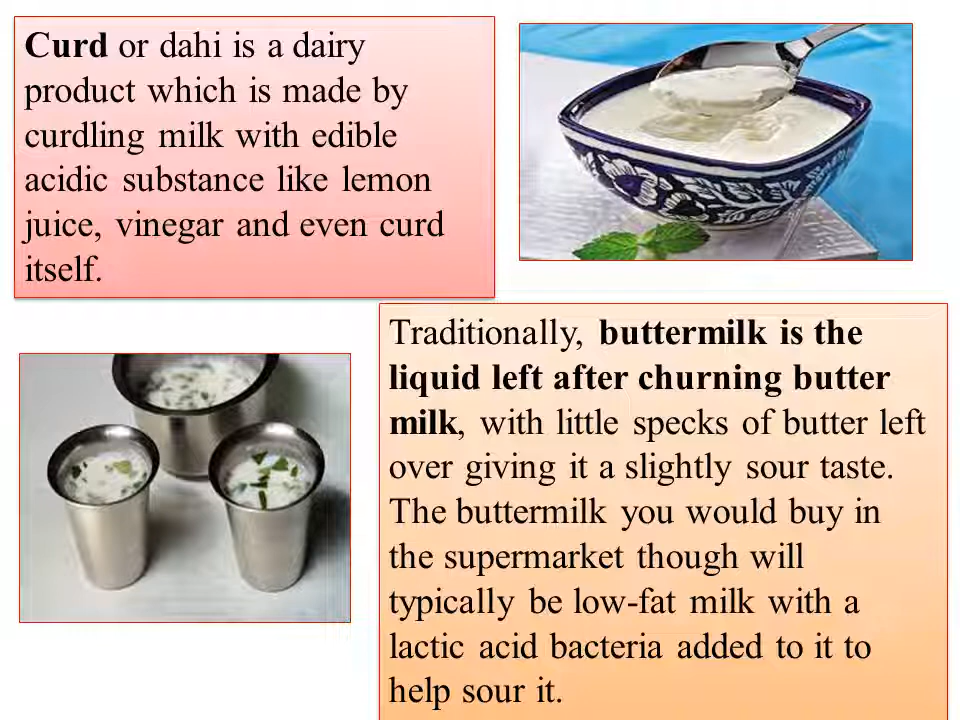 Curd or dahi is a dairy
product which is made by
curdling milk with edible
acidic substance like lemon
juice, vinegar and even curd
itself.
Traditionally, buttermilk is the
liquid left after churning butter
milk, with little specks of butter left
over giving it a slightly sour taste.
The buttermilk you would buy in
the supermarket though will
typically be low-fat milk with a
lactic acid bacteria added to it to
help sour it.